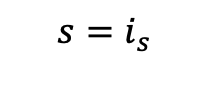 s = i_s